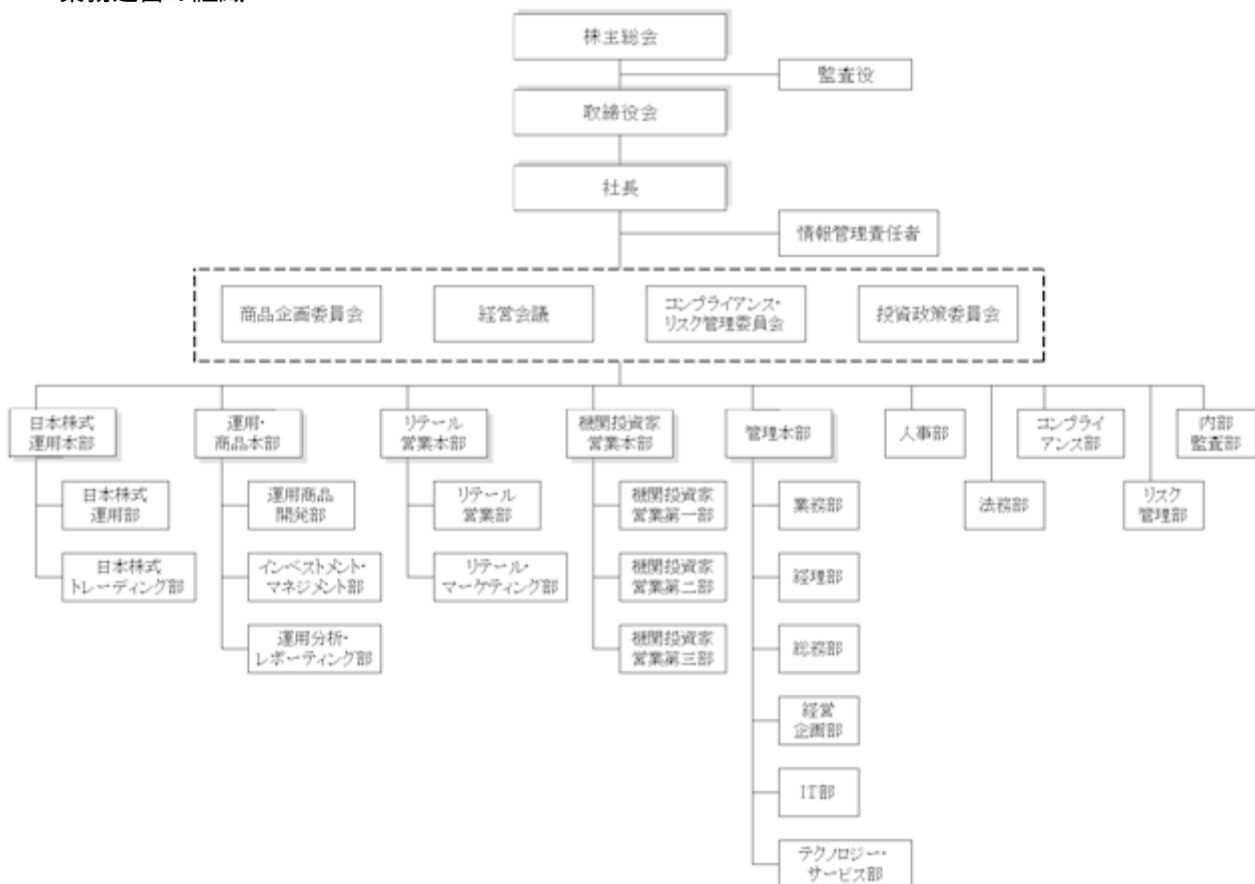 株主総会
監査役
取締役会
社長
情報管理責任者
商品企画委員会
経営会議
コンプライアンス・
リスク管理委員会
投資政策委員会
日本株式
運用本部
運用・
商品本部
リテール
営業本部
機関投資家
営業本部
管理本部
人事部
コンプライ
アンス部
内部
監査部
日本株式
運用部
運用商品
開発部
リテール
営業部
機関投資家
営業第一部
業務部
法務部
リスク
管理部
日本株式
トレーディング部
インベストメント・
マネジメント部
リテール・
マーケティング部
機関投資家
営業第二部
経理部
運用分析・
レポーティング部
機関投資家
営業第三部
総務部
経営
企画部
IT部
テクノロジー・
サービス部